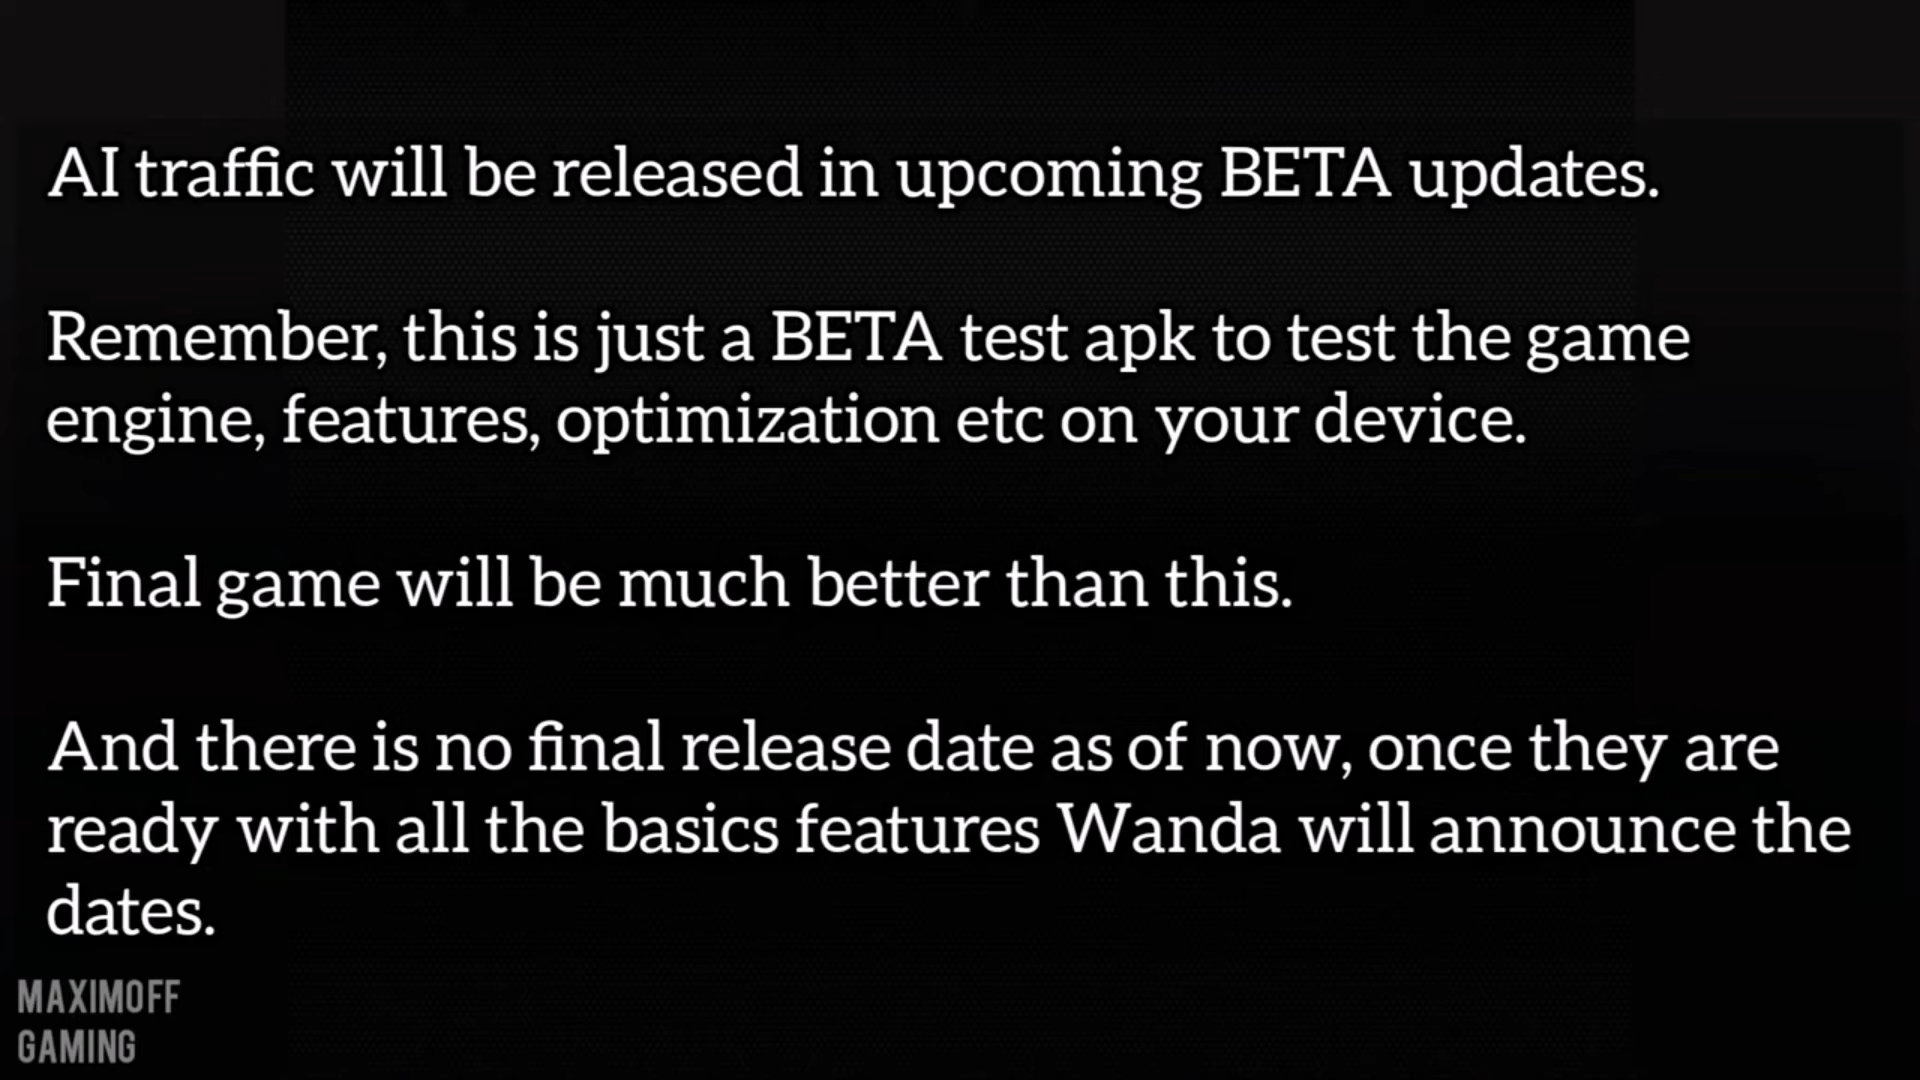 AI traffic will be released in upcoming BETA updates.
Remember, this is just a BETA test apk to test the game
engine, features, optimization etc on your device.
Final game will be much better than this.
And there is no final release date as of now, once they are
ready with all the basics features Wanda will announce the
dates.
MAXIMOFF
GAMING